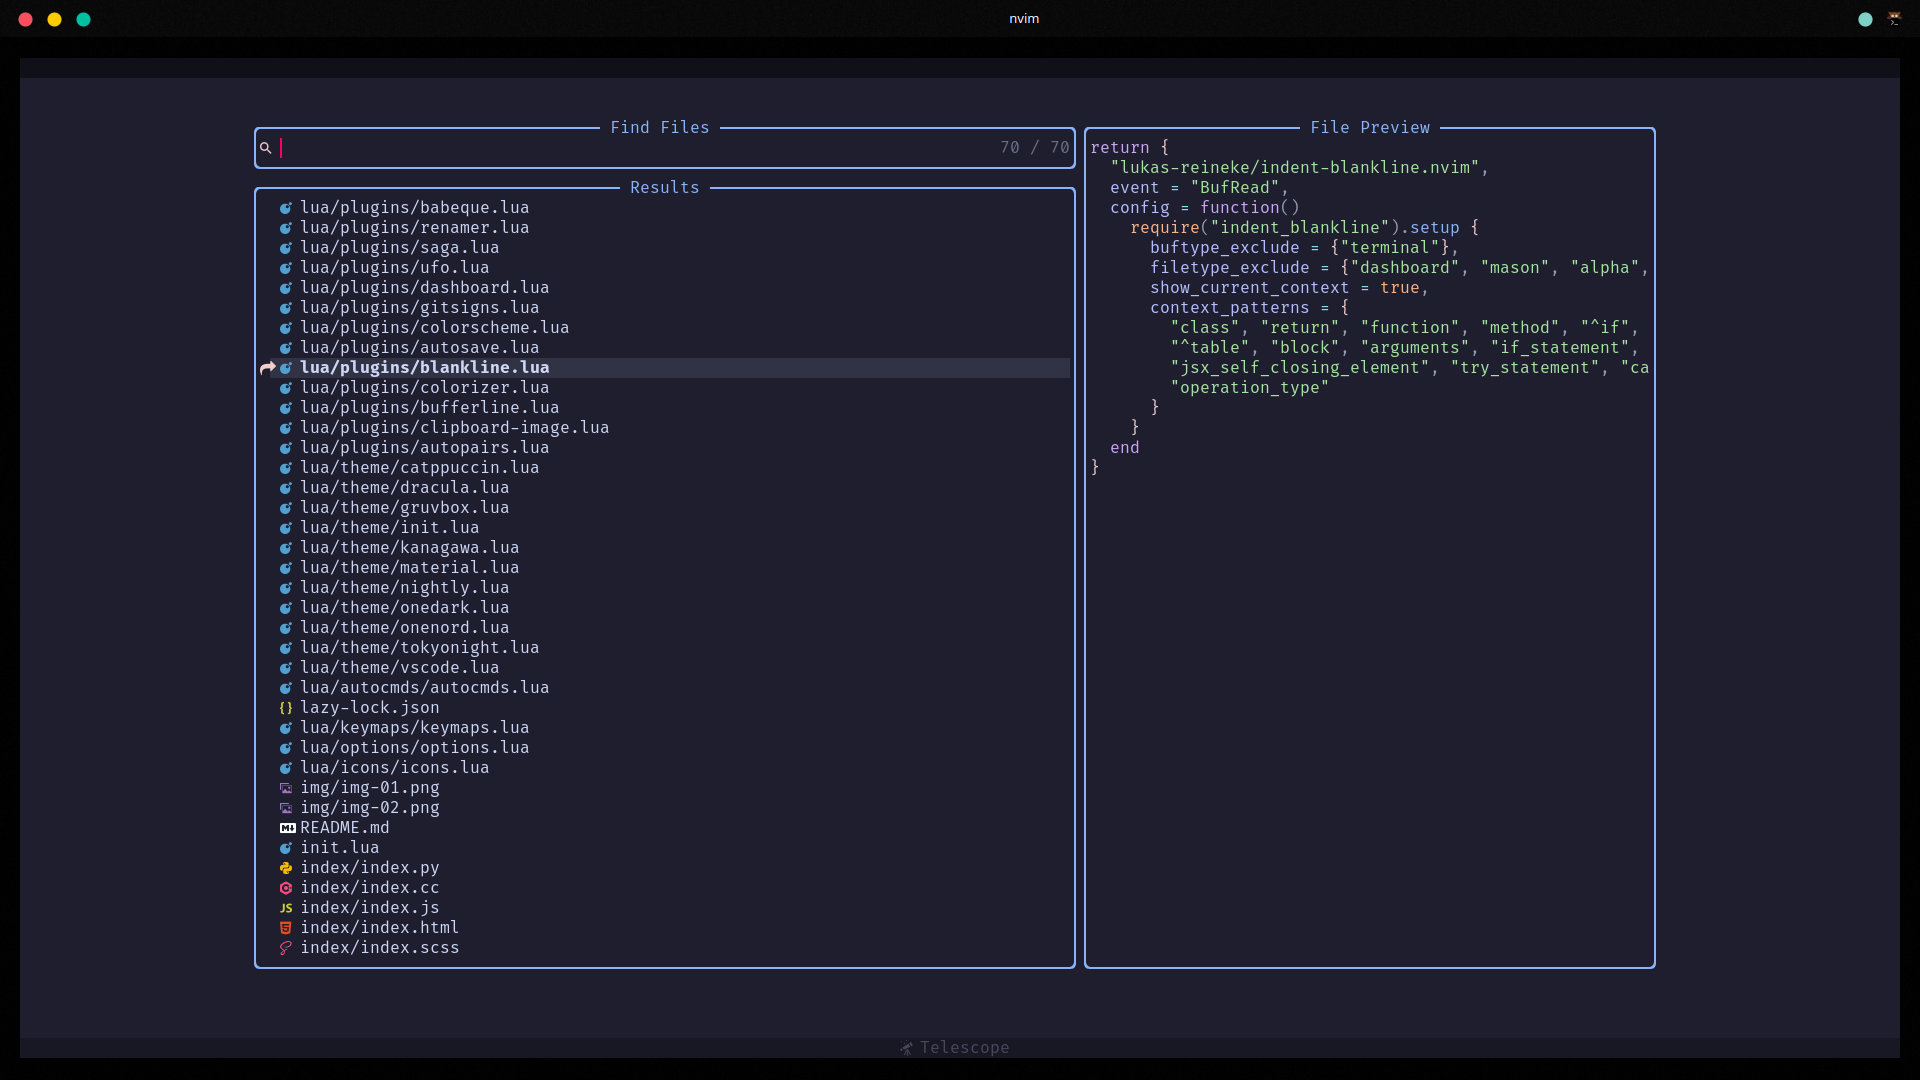 nvim
Find Files
70 / 70
Results
lua/plugins/babeque.lua
lua/plugins/renamer.lua
lua/plugins/saga.lua
lua/plugins/ufo.lua
lua/plugins/dashboard.lua
lua/plugins/gitsigns.lua
lua/plugins/colorscheme.lua
lua/plugins/autosave.lua
lua/plugins/blankline.lua
lua/plugins/colorizer.lua
lua/plugins/bufferline.lua
lua/plugins/clipboard-image.lua
lua/plugins/autopairs.lua
lua/theme/catppuccin.lua
lua/theme/dracula.lua
lua/theme/gruvbox.lua
lua/theme/init.lua
lua/theme/kanagawa.lua
lua/theme/material.lua
lua/theme/nightly.lua
lua/theme/onedark.lua
lua/theme/onenord.lua
lua/theme/tokyonight.lua
lua/theme/vscode.lua
lua/autocmds/autocmds.lua
{} lazy-lock.json
lua/keymaps/keymaps.lua
lua/options/options.lua
lua/icons/icons.lua
img/img-01.png
img/img-02.png
README.md
init.lua
index/index.py
index/index.cc
JS index/index.js
index/index.html
index/index.scss
File Preview
return {
  "lukas-reineke/indent-blankline.nvim",
  event = "BufRead",
  config = function()
    require("indent_blankline").setup {
      buftype_exclude = {"terminal"},
      filetype_exclude = {"dashboard", "mason", "alpha",
      show_current_context = true,
      context_patterns = {
        "class", "return", "function", "method", "^if",
        "^table", "block", "arguments", "if_statement",
        "jsx_self_closing_element", "try_statement", "ca
        "operation_type"
      }
    }
  end
}
Telescope